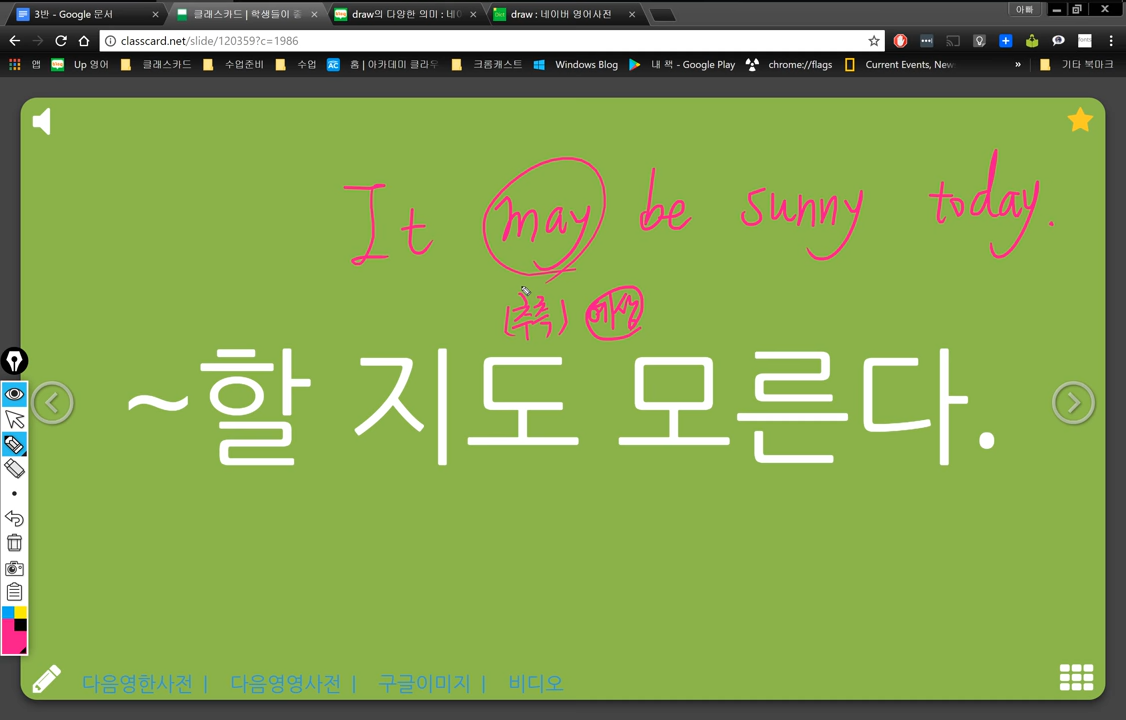 3반 - Google 문서
클래스카드 | 학생들이 좋
draw의 다양한 의미 : 네이
draw : 네이버 영어사전
아빠
classcard.net/slide/120359?c=1986
앱 Up 영어 클래스카드 수업준비 수업 홈 | 아카데미 클라우 크롬캐스트 Windows Blog 내 책 - Google Play chrome://flags Current Events, New » 기타 북마크
It may be sunny today.
(추측) 예상
~할 지도 모른다.
다음영한사전 | 다음영영사전 | 구글이미지 | 비디오